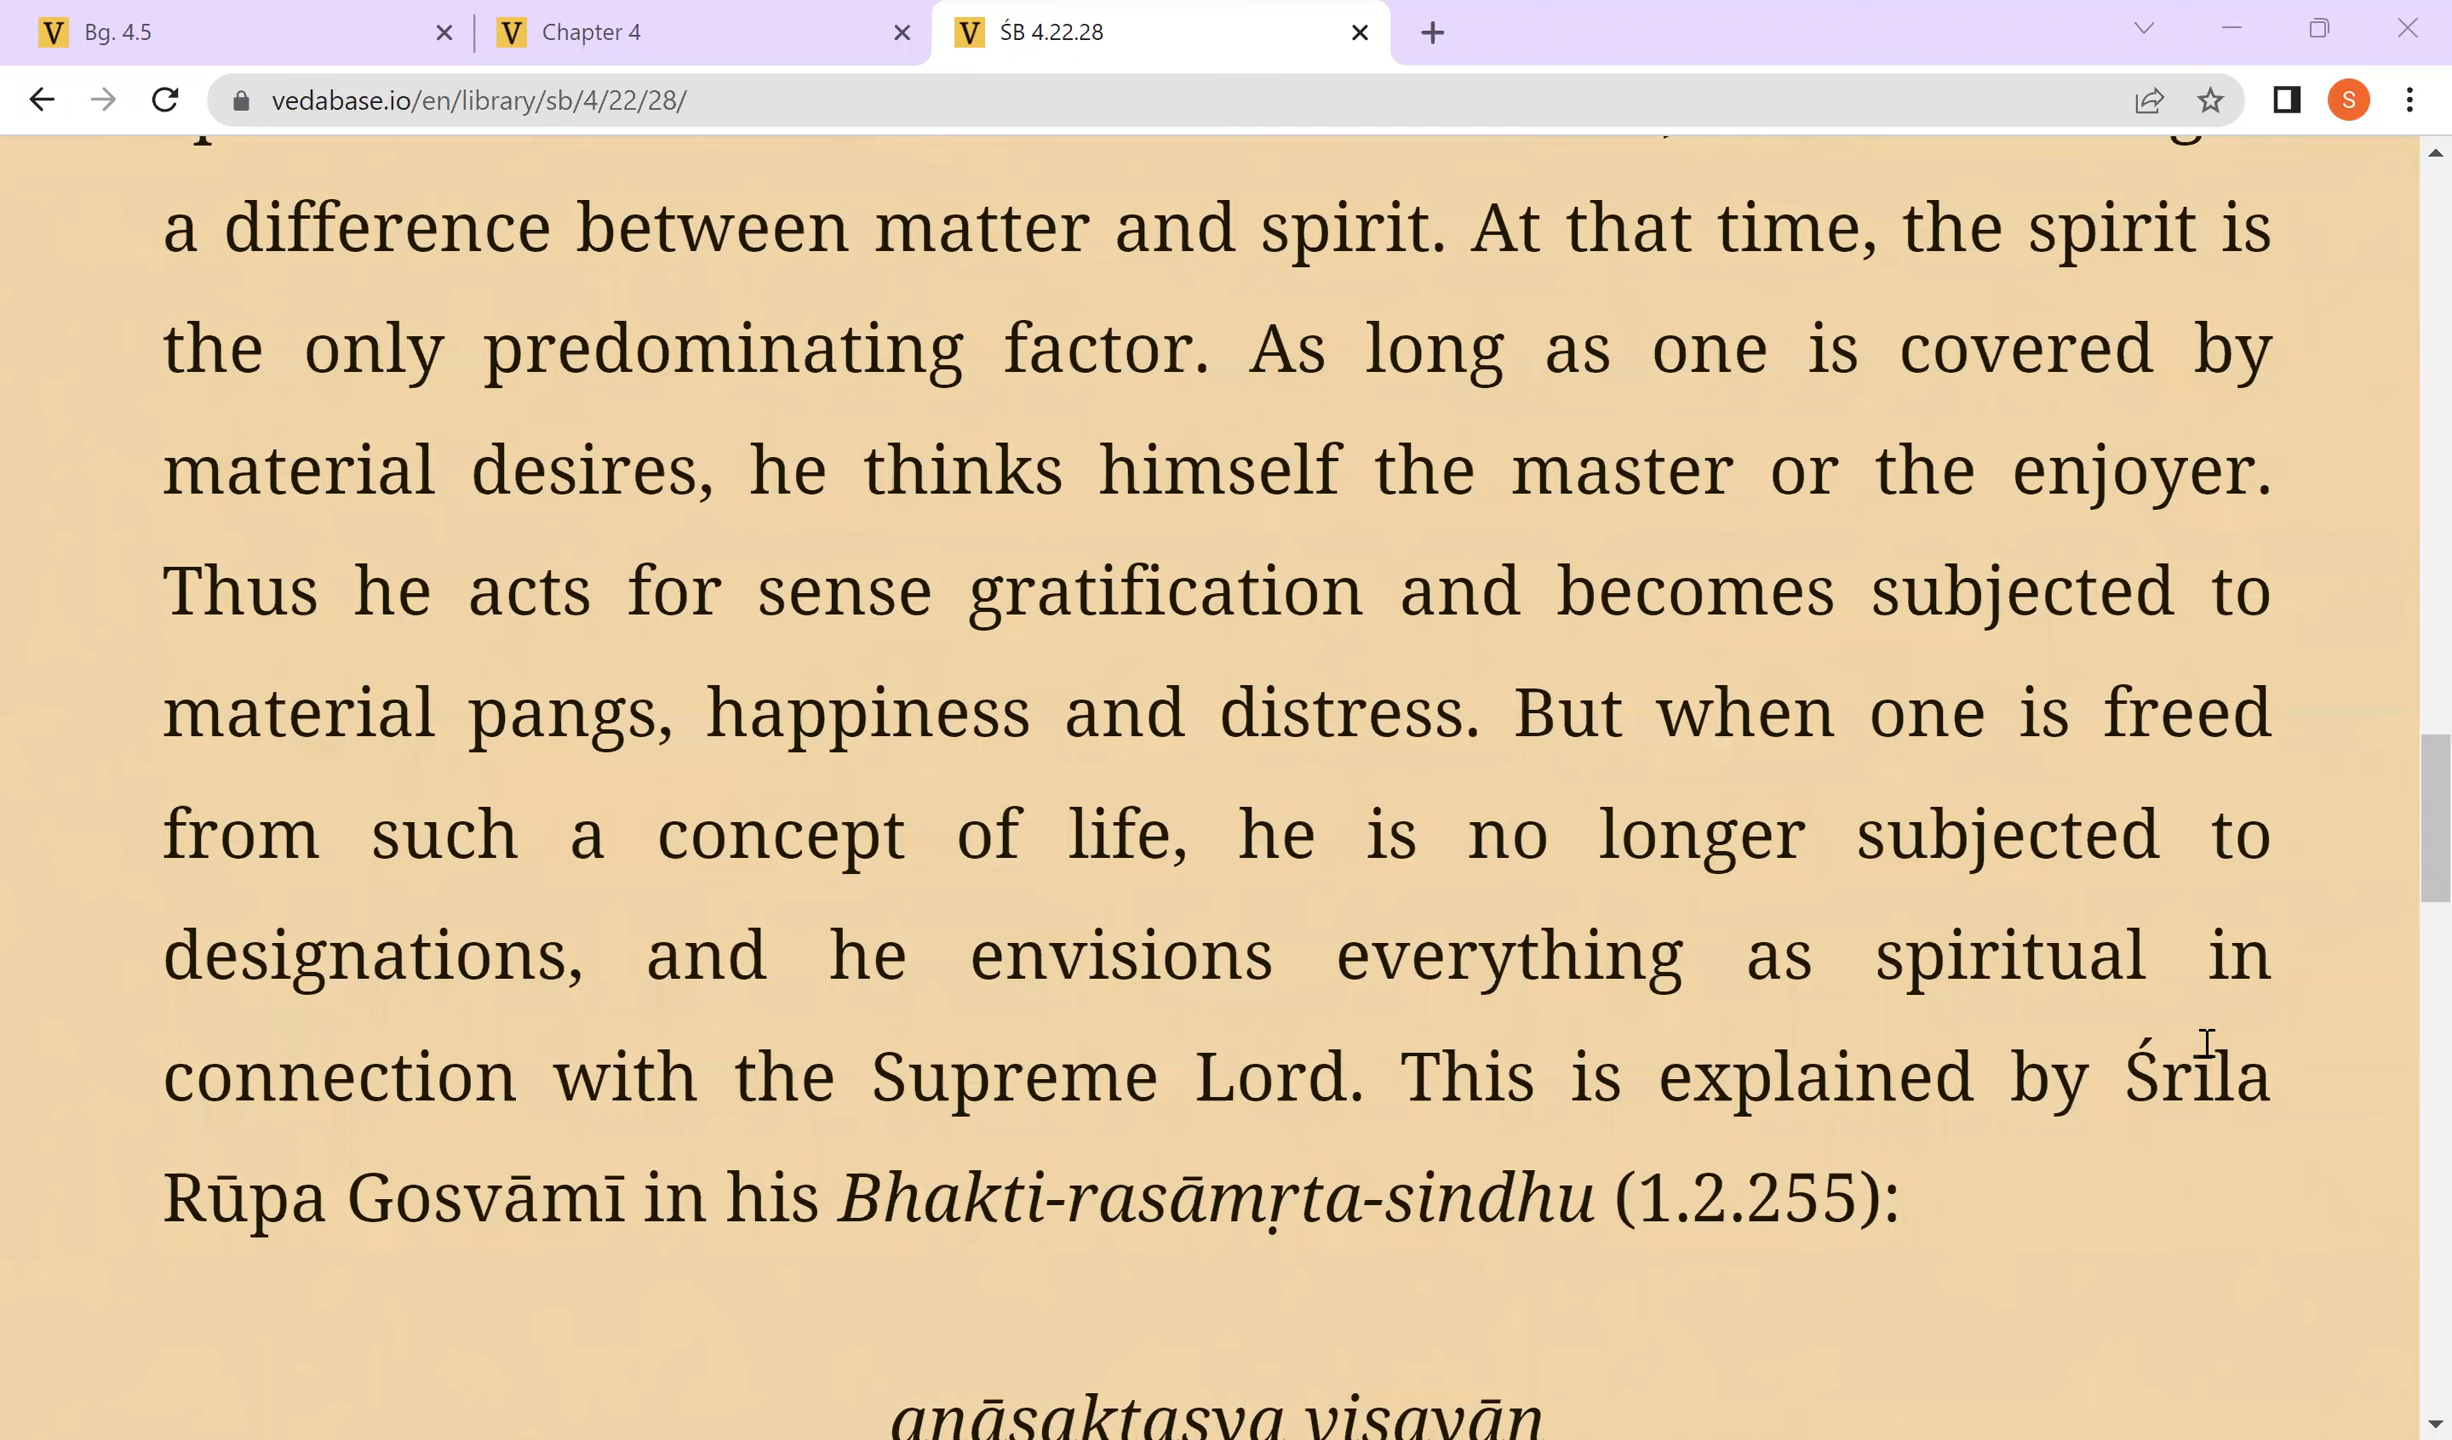 V Bg. 4.5
V Chapter 4
V ŚB 4.22.28
vedabase.io/en/library/sb/4/22/28/
S
a difference between matter and spirit. At that time, the spirit is
the only predominating factor. As long as one is covered by
material desires, he thinks himself the master or the enjoyer.
Thus he acts for sense gratification and becomes subjected to
material pangs, happiness and distress. But when one is freed
from such a concept of life, he is no longer subjected to
designations, and he envisions everything as spiritual in
connection with the Supreme Lord. This is explained by Śrīla
Rūpa Gosvāmī in his Bhakti-rasāmṛta-sindhu (1.2.255):
anāsaktasya viṣayān